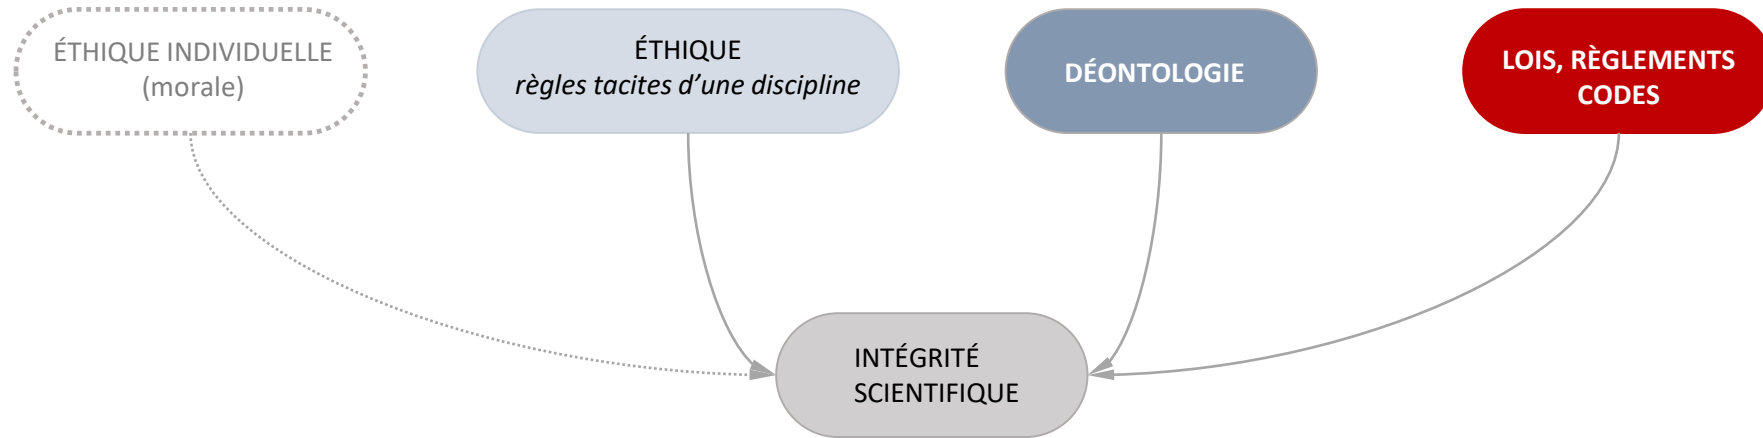 ÉTHIQUE INDIVIDUELLE
(morale)
ÉTHIQUE
règles tacites d’une discipline
DÉONTOLOGIE
LOIS, RÈGLEMENTS
CODES
INTÉGRITÉ
SCIENTIFIQUE